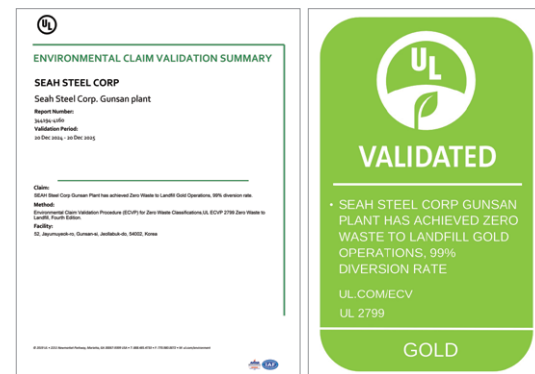 UL
ENVIRONMENTAL CLAIM VALIDATION SUMMARY
SEAH STEEL CORP
Seah Steel Corp. Gunsan plant
Report Number:
344194-4160
Validation Period:
20 Dec 2024 - 20 Dec 2025
Claim:
SEAH Steel Corp Gunsan Plant has achieved Zero Waste to Landfill Gold Operations, 99% diversion rate.
Method:
Environmental Claim Validation Procedure (ECVP) for Zero Waste Classifications.UL ECVP 2799 Zero Waste to
Landfill, Fourth Edition.
Facility:
52, Jayumuyeok-ro, Gunsan-si, Jeollabuk-do, 54002, Korea
IAF
UL
VALIDATED
• SEAH STEEL CORP GUNSAN
PLANT HAS ACHIEVED ZERO
WASTE TO LANDFILL GOLD
OPERATIONS, 99%
DIVERSION RATE
UL.COM/ECV
UL 2799
GOLD